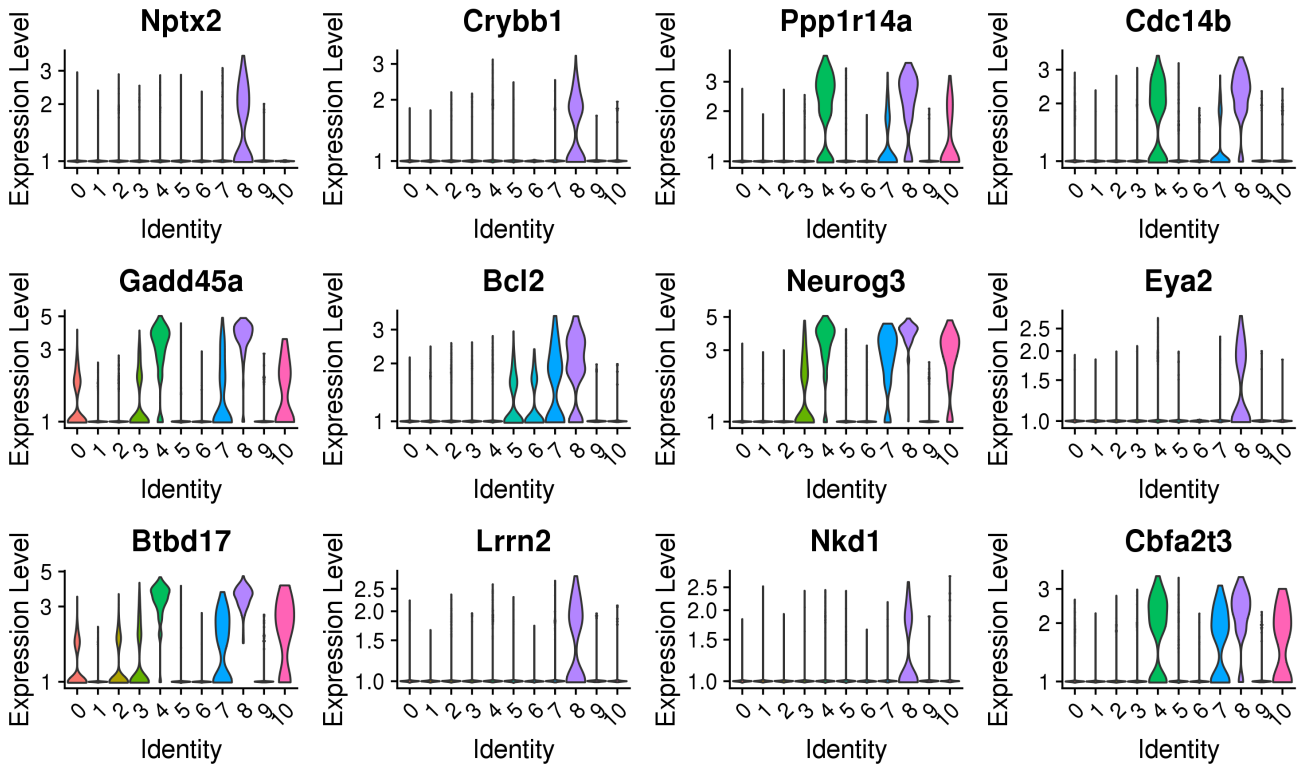 Nptx2 Crybb1 Ppp1r14a Cdc14b
Expression Level Expression Level Expression Level Expression Level
3 3 3 3
2 2 2 2
1 1 1 1
0 1 2 3 4 5 6 7 8 9 10 0 1 2 3 4 5 6 7 8 9 10 0 1 2 3 4 5 6 7 8 9 10 0 1 2 3 4 5 6 7 8 9 10
Identity Identity Identity Identity
Gadd45a Bcl2 Neurog3 Eya2
Expression Level Expression Level Expression Level Expression Level
5 3 5 2.5
3 2 3 2.0
1.5
1 1 1 1.0
0 1 2 3 4 5 6 7 8 9 10 0 1 2 3 4 5 6 7 8 9 10 0 1 2 3 4 5 6 7 8 9 10 0 1 2 3 4 5 6 7 8 9 10
Identity Identity Identity Identity
Btbd17 Lrrn2 Nkd1 Cbfa2t3
Expression Level Expression Level Expression Level Expression Level
5 2.5 2.5 3
3 2.0 2.0 2
1.5 1.5
1 1.0 1.0 1
0 1 2 3 4 5 6 7 8 9 10 0 1 2 3 4 5 6 7 8 9 10 0 1 2 3 4 5 6 7 8 9 10 0 1 2 3 4 5 6 7 8 9 10
Identity Identity Identity Identity